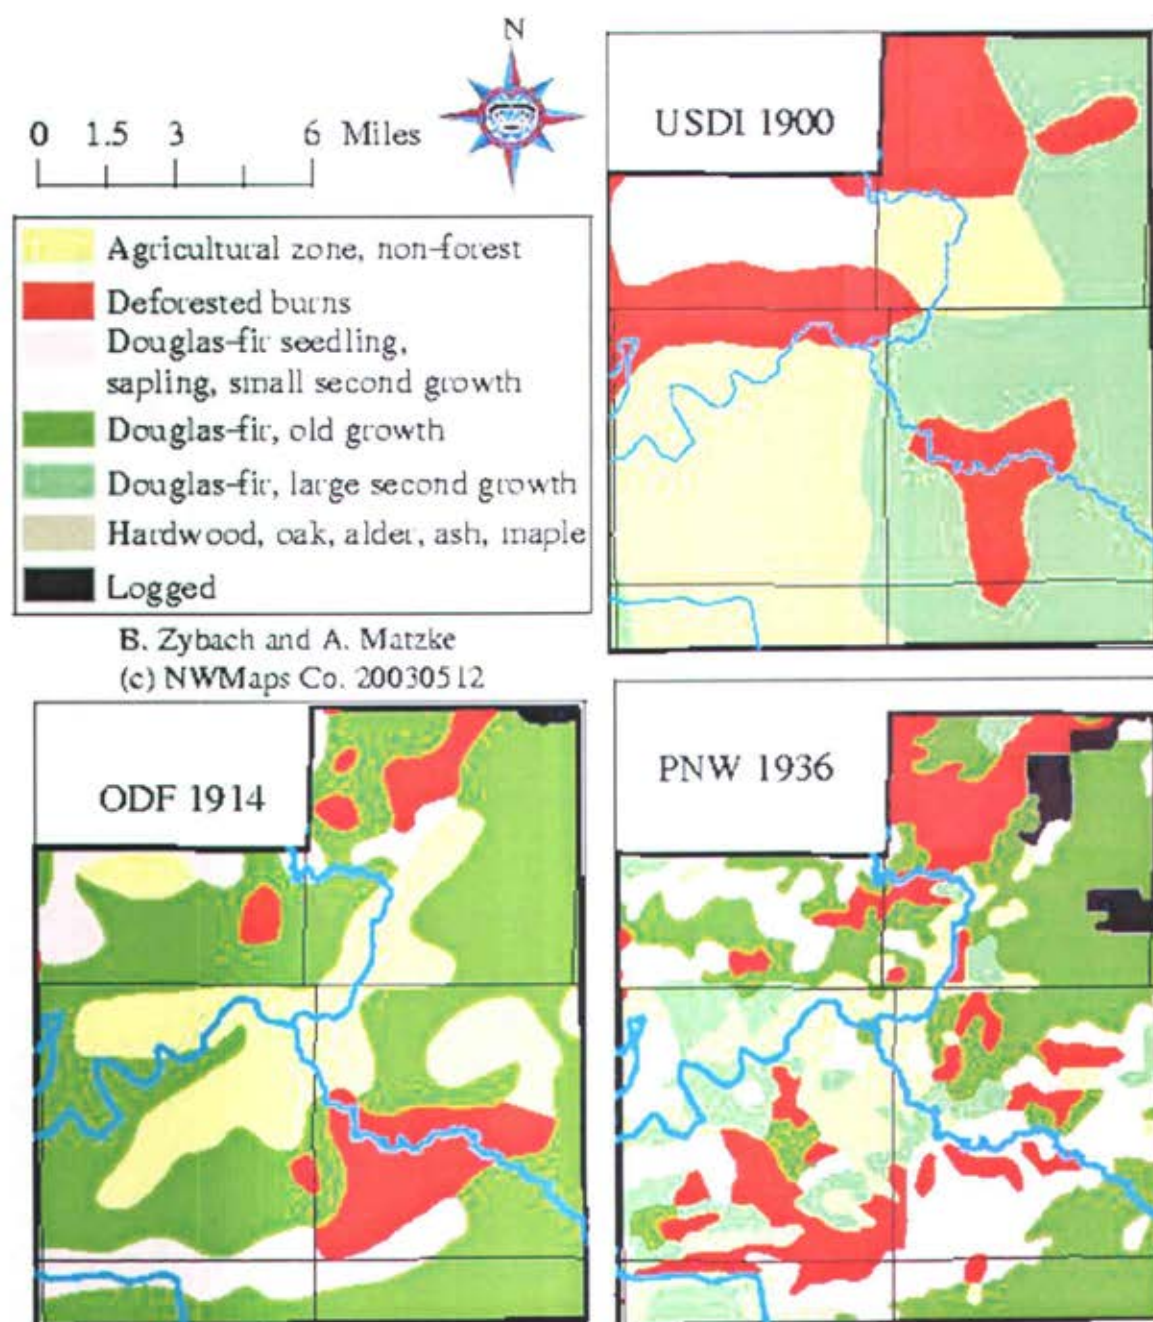 N
0 1.5 3 6 Miles
USDI 1900
Agricultural zone, non-forest
Deforested burns
Douglas-fir seedling,
sapling, small second growth
Douglas-fir, old growth
Douglas-fir, large second growth
Hardwood, oak, alder, ash, maple
Logged
B. Zybach and A. Matzke
(c) NWMaps Co. 20030512
ODF 1914
PNW 1936